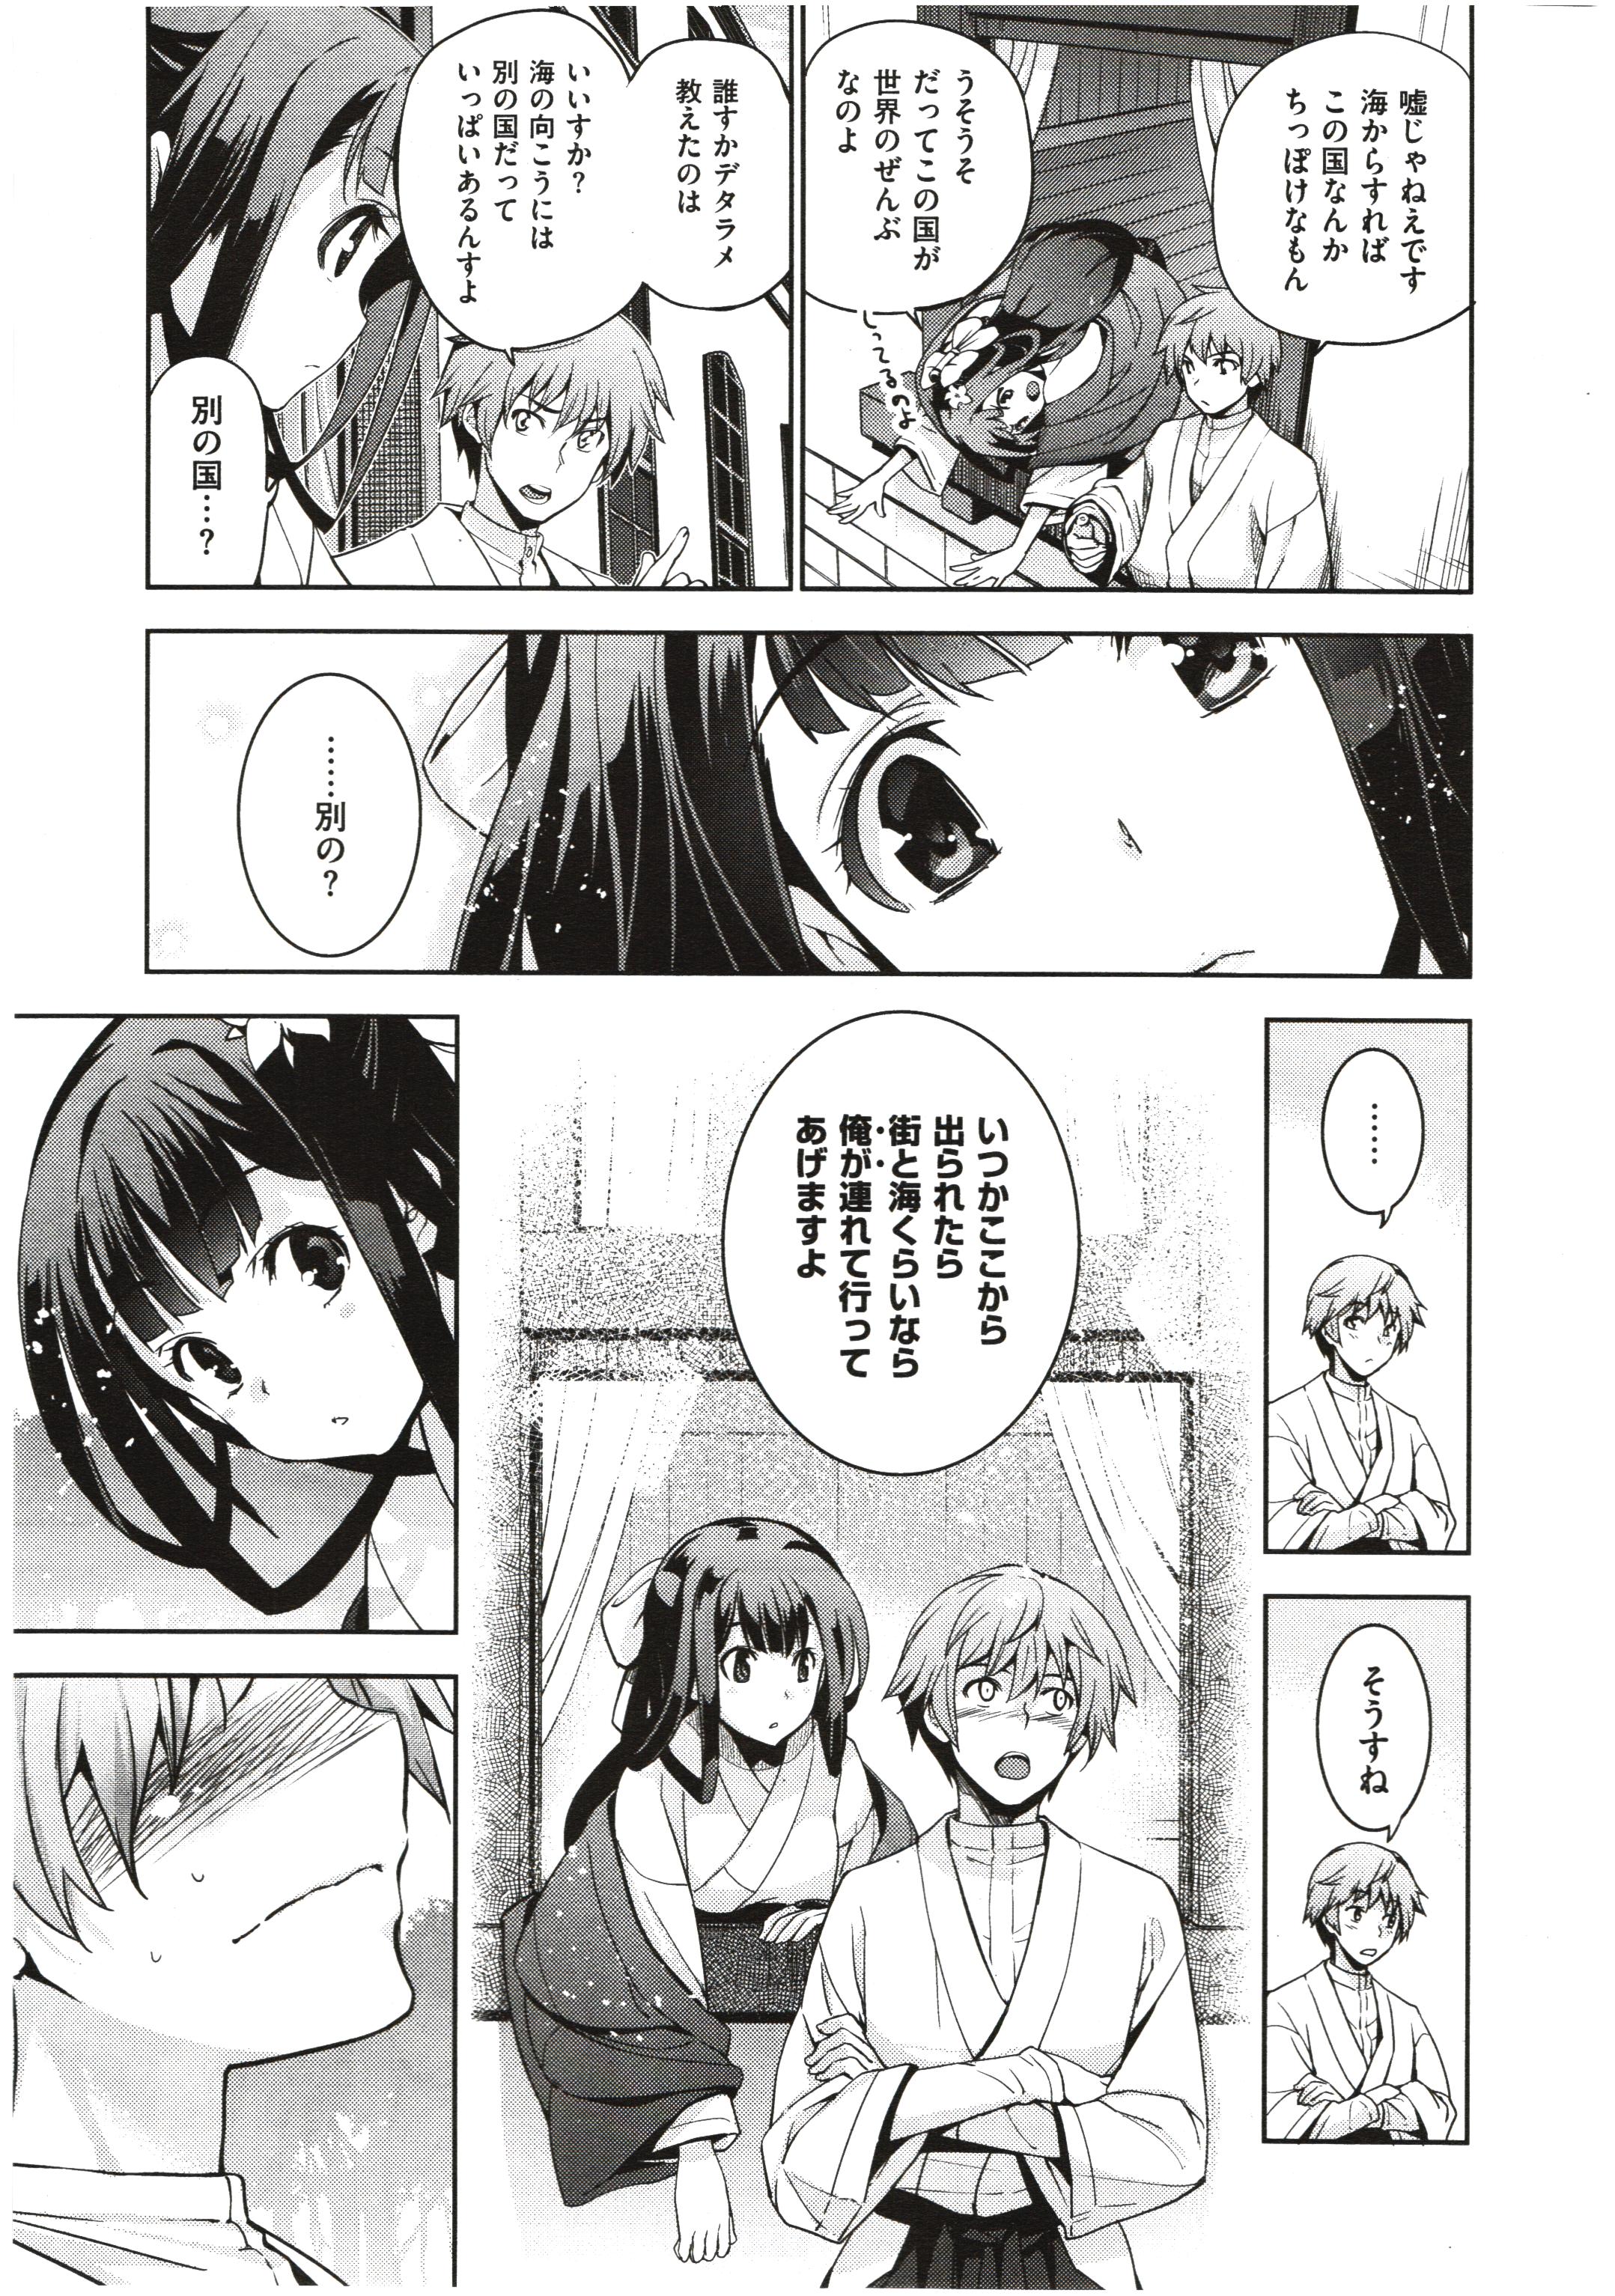 嘘じゃねえです
海からすれば
この国なんか
ちっぽけなもん
うそうそ
だってこの国が
世界のぜんぶ
なのよ
しってるのよ
誰すかデタラメ
教えたのは
いいすか?
海の向こうには
別の国だって
いっぱいあるんすよ
別の国…?
……別の?
……
そうすね
いつかここから
出られたら
街と海くらいなら
俺が連れて行って
あげますよ